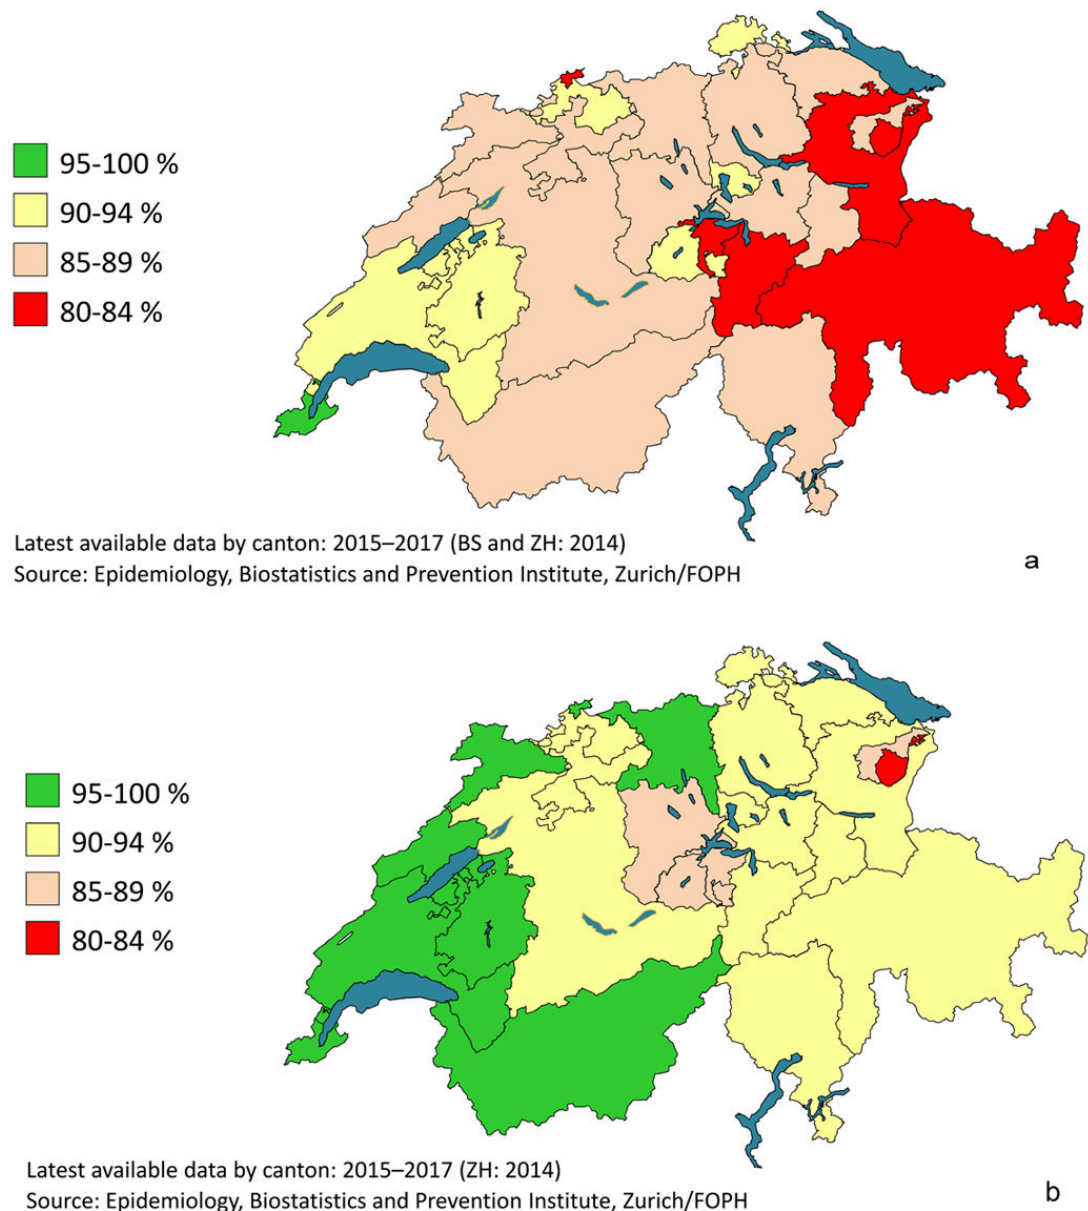 95-100 %
90-94 %
85-89 %
80-84 %
Latest available data by canton: 2015–2017 (BS and ZH: 2014)
Source: Epidemiology, Biostatistics and Prevention Institute, Zurich/FOPH
a
95-100 %
90-94 %
85-89 %
80-84 %
Latest available data by canton: 2015–2017 (ZH: 2014)
Source: Epidemiology, Biostatistics and Prevention Institute, Zurich/FOPH
b